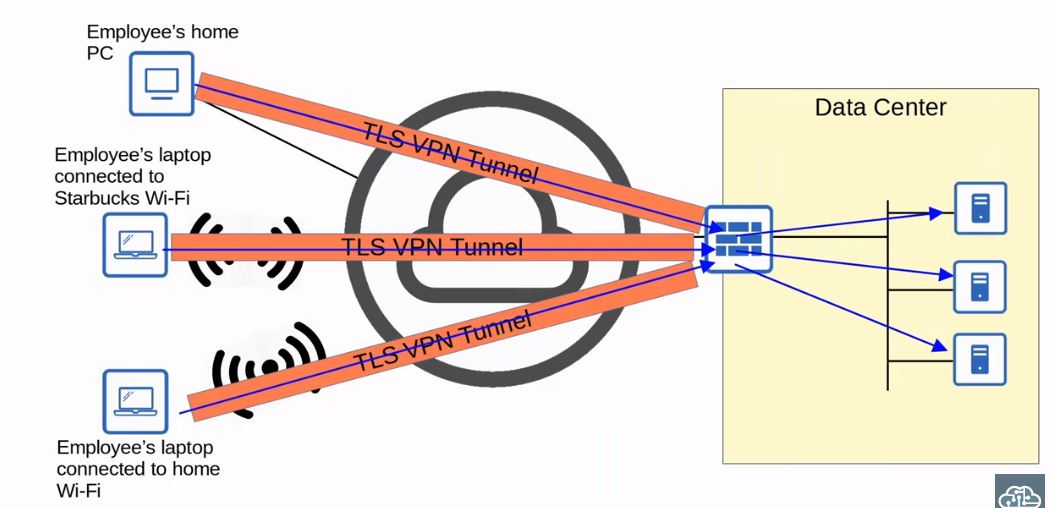 Employee's home
PC
TLS VPN Tunnel
Data Center
Employee's laptop
connected to
Starbucks Wi-Fi
TLS VPN Tunnel
TLS VPN Tunnel
Employee's laptop
connected to home
Wi-Fi